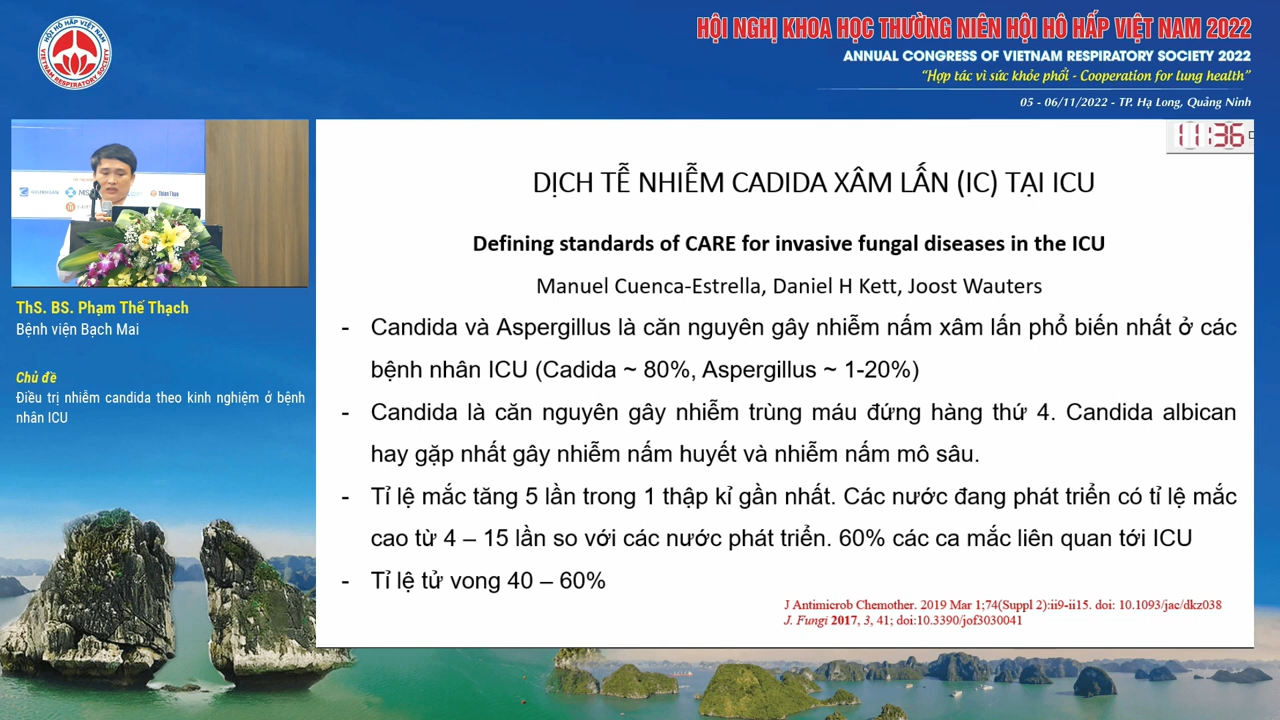 HỘI HÔ HẤP VIỆT NAM
VIETNAM RESPIRATORY SOCIETY
HỘI NGHỊ KHOA HỌC THƯỜNG NIÊN HỘI HÔ HẤP VIỆT NAM 2022
ANNUAL CONGRESS OF VIETNAM RESPIRATORY SOCIETY 2022
“Hợp tác vì sức khỏe phổi - Cooperation for lung health”
05 - 06/11/2022 - TP. Hạ Long, Quảng Ninh
11:36
ThS. BS. Phạm Thế Thạch
Bệnh viện Bạch Mai
Chủ đề
Điều trị nhiễm candida theo kinh nghiệm ở bệnh
nhân ICU
DỊCH TỄ NHIỄM CADIDA XÂM LẤN (IC) TẠI ICU
Defining standards of CARE for invasive fungal diseases in the ICU
Manuel Cuenca-Estrella, Daniel H Kett, Joost Wauters
- Candida và Aspergillus là căn nguyên gây nhiễm nấm xâm lấn phổ biến nhất ở các
bệnh nhân ICU (Cadida ~ 80%, Aspergillus ~ 1-20%)
- Candida là căn nguyên gây nhiễm trùng máu đứng hàng thứ 4. Candida albican
hay gặp nhất gây nhiễm nấm huyết và nhiễm nấm mô sâu.
- Tỉ lệ mắc tăng 5 lần trong 1 thập kỉ gần nhất. Các nước đang phát triển có tỉ lệ mắc
cao từ 4 – 15 lần so với các nước phát triển. 60% các ca mắc liên quan tới ICU
- Tỉ lệ tử vong 40 – 60%
J Antimicrob Chemother. 2019 Mar 1;74(Suppl 2):ii9-ii15. doi: 10.1093/jac/dkz038
J. Fungi 2017, 3, 41; doi:10.3390/jof3030041